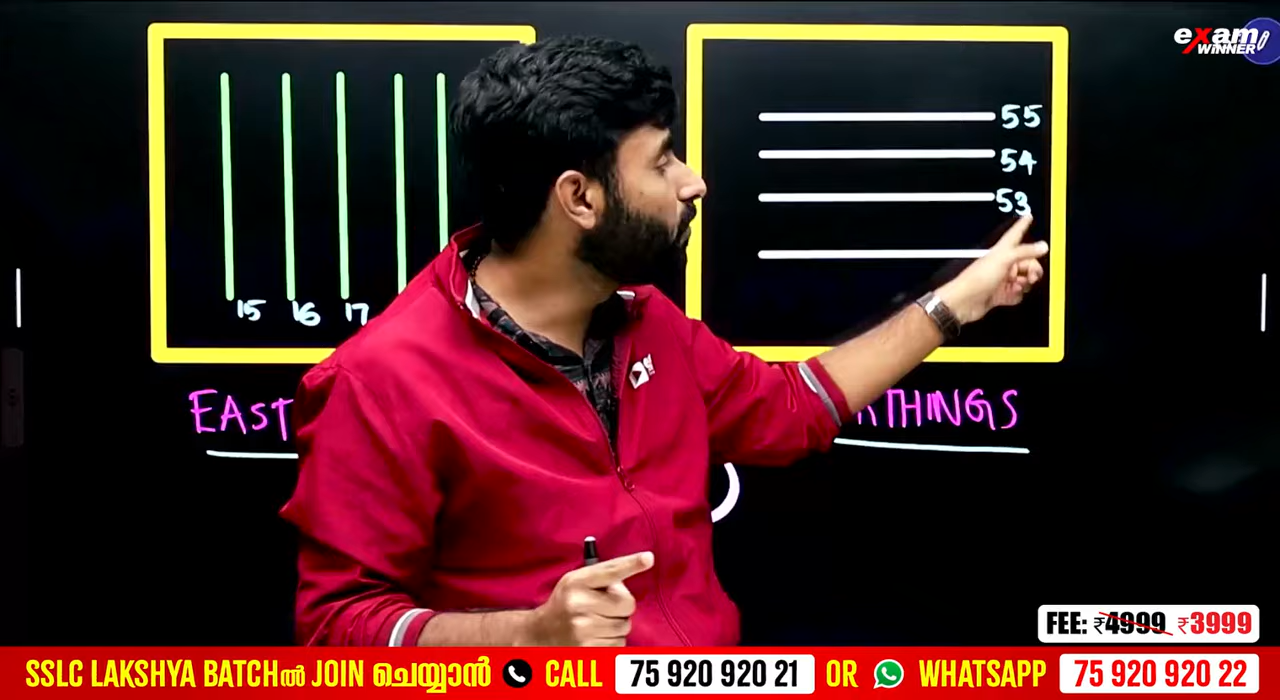 exam
WINNER
55
54
53
15 16 17
EAST
THINGS
FEE: ₹4999 ₹3999
SSLC LAKSHYA BATCHൽ JOIN ചെയ്യാൻ CALL 75 920 920 21 OR WHATSAPP 75 920 920 22